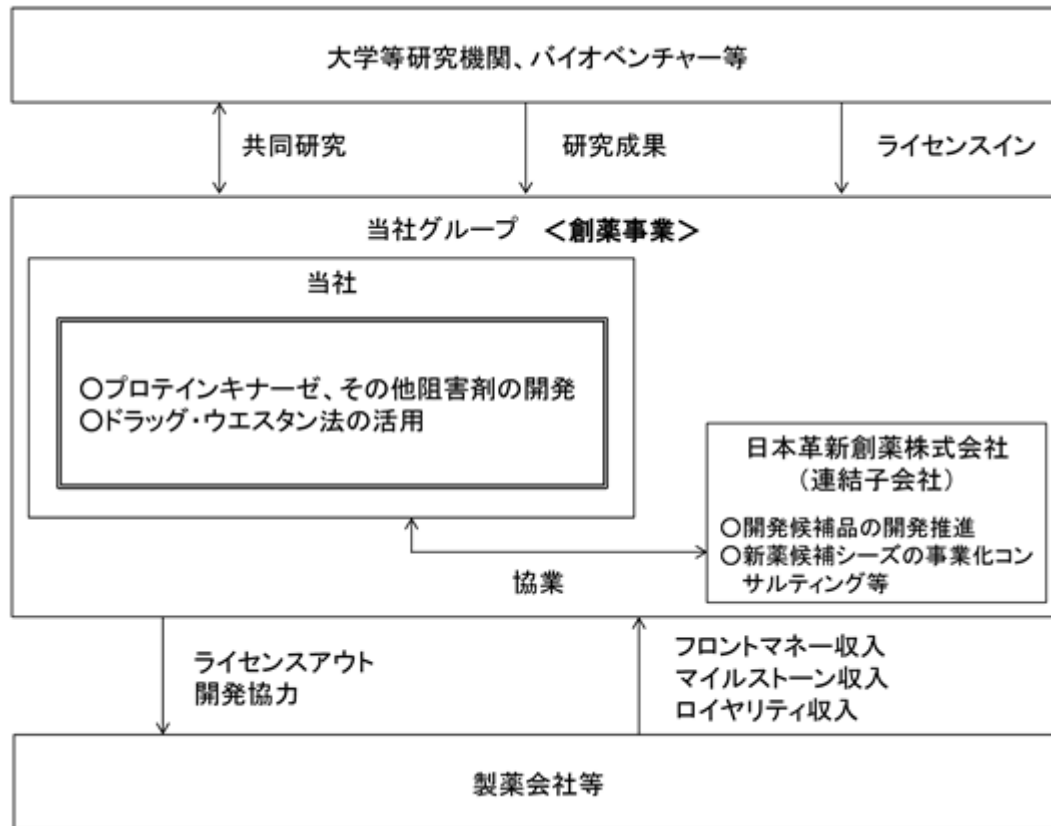 大学等研究機関、バイオベンチャー等
共同研究
研究成果
ライセンスイン
当社グループ <創薬事業>
当社
○プロテインキナーゼ、その他阻害剤の開発
○ドラッグ・ウエスタン法の活用
日本革新創薬株式会社
(連結子会社)
○開発候補品の開発推進
○新薬候補シーズの事業化コン
サルティング等
協業
ライセンスアウト
開発協力
フロントマネー収入
マイルストーン収入
ロイヤリティ収入
製薬会社等